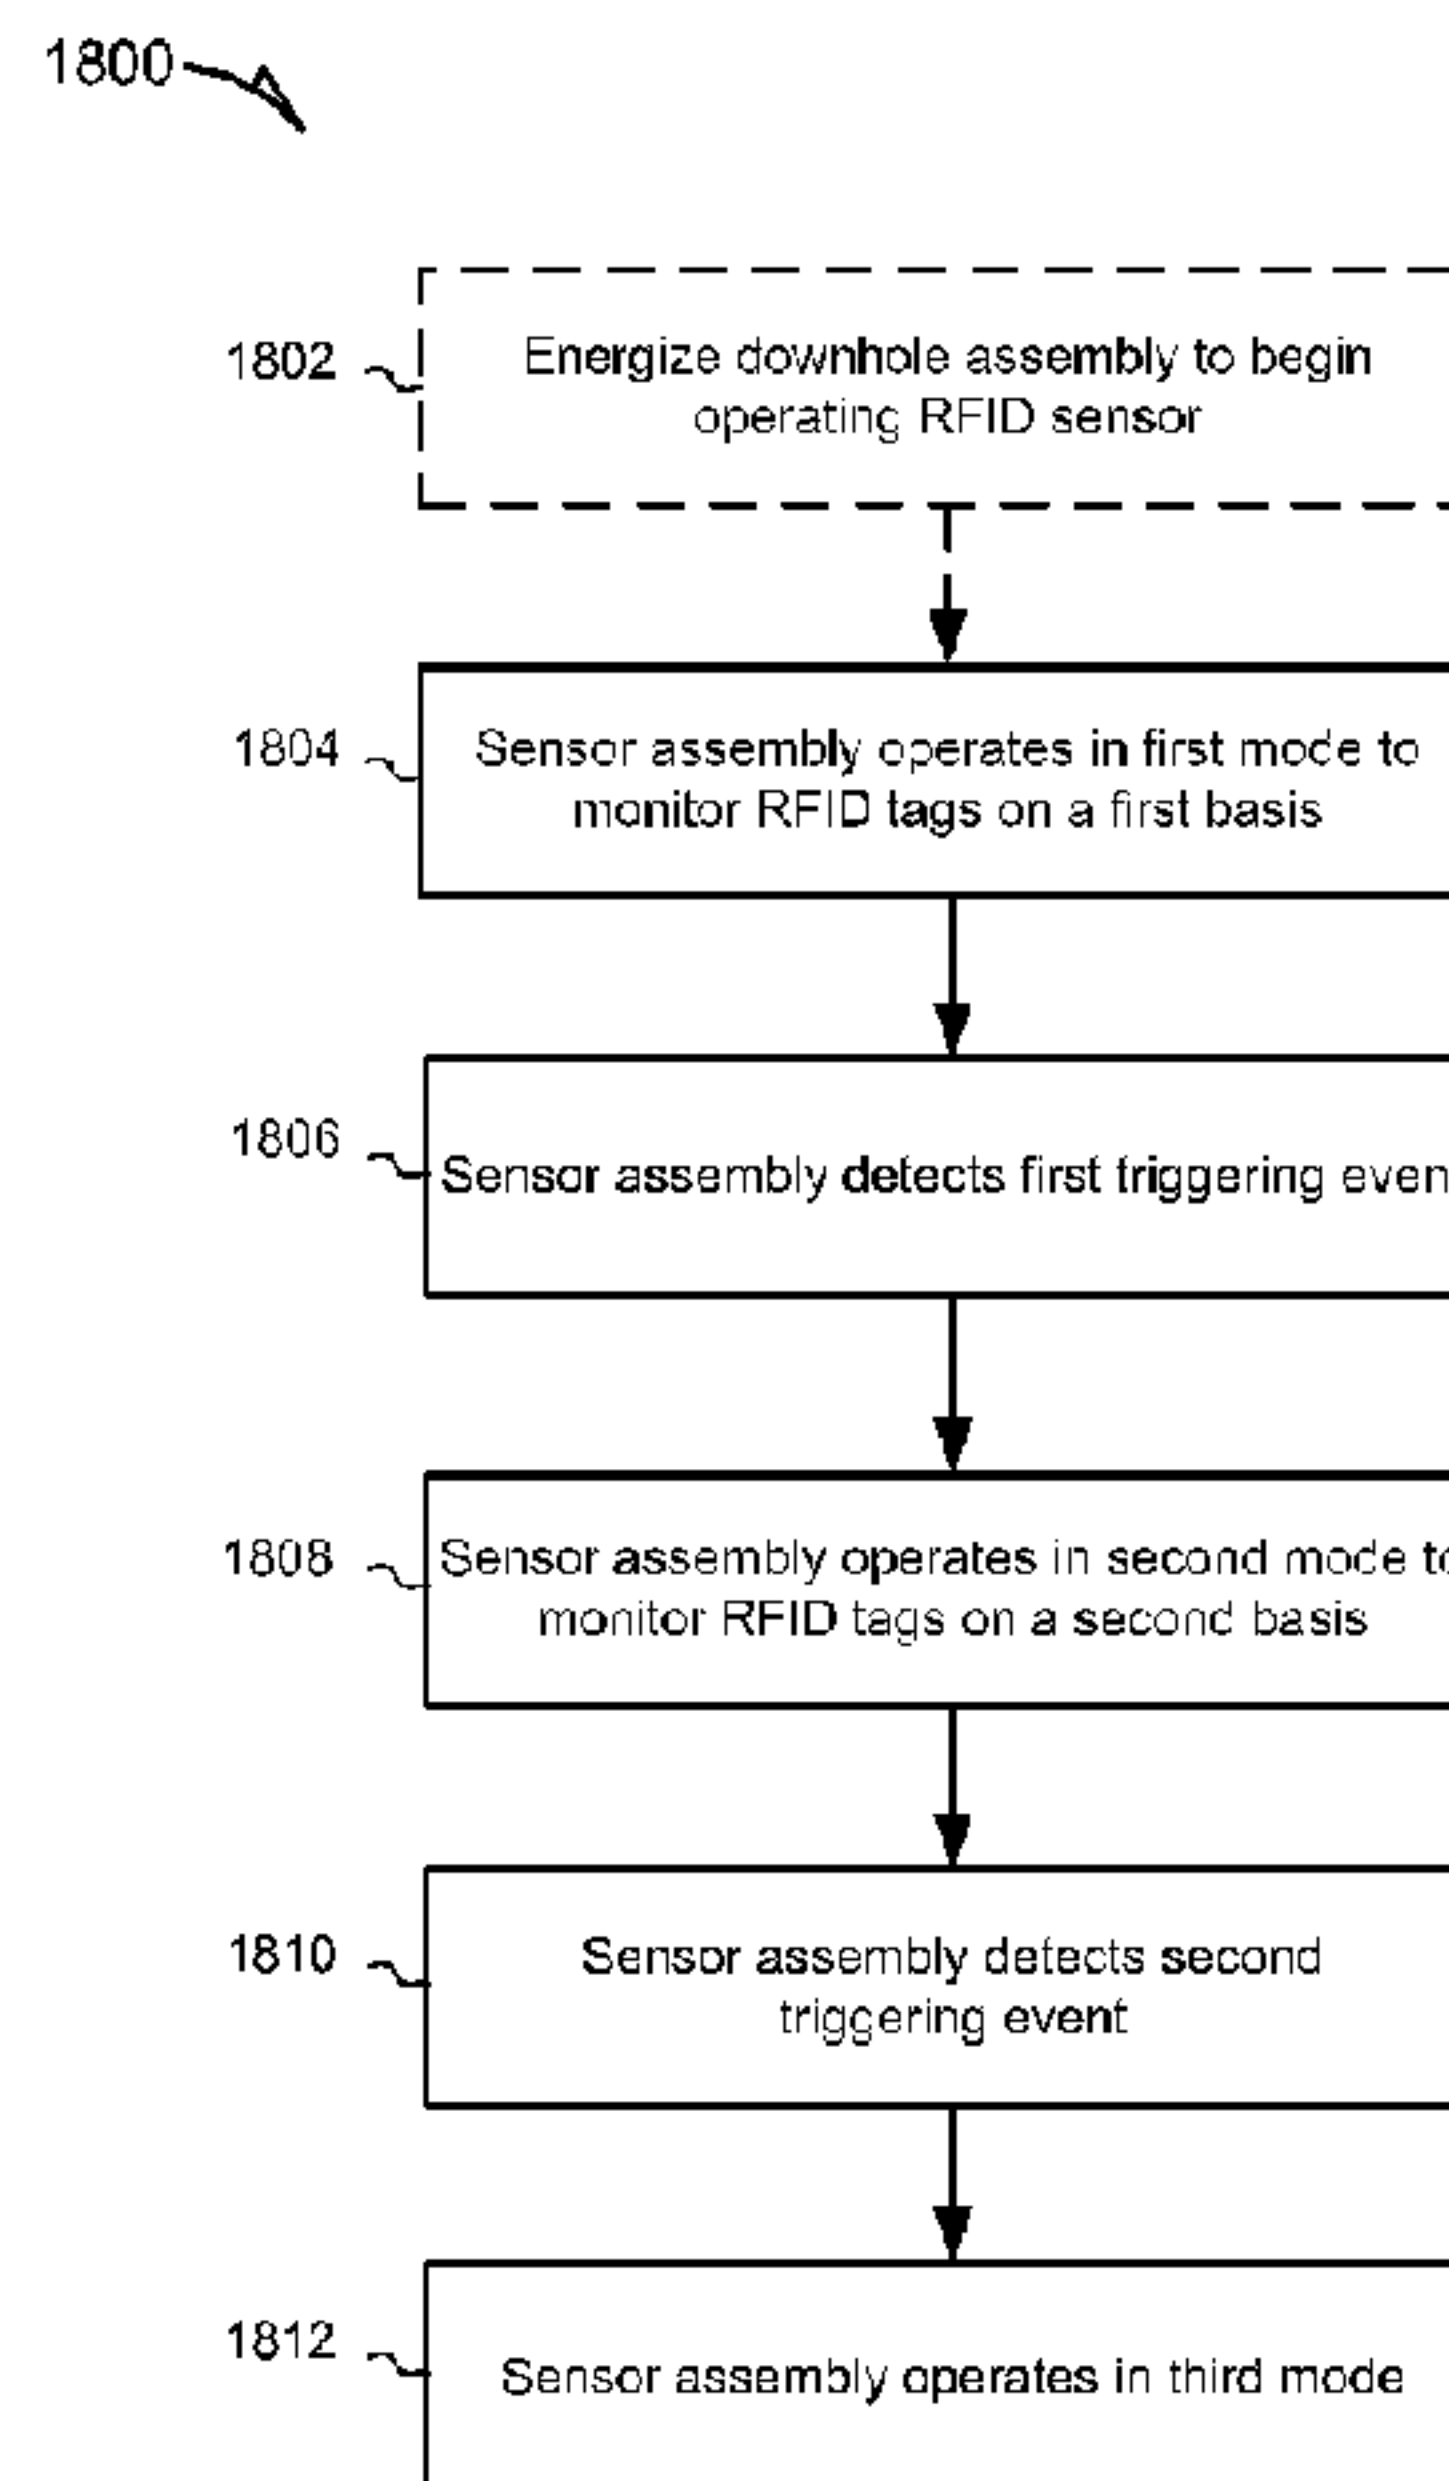 1800
1802
Energize downhole assembly to begin
operating RFID sensor
1804
Sensor assembly operates in first mode to
monitor RFID tags on a first basis
1806
Sensor assembly detects first triggering even
1808
Sensor assembly operates in second mode to
monitor RFID tags on a second basis
1810
Sensor assembly detects second
triggering event
1812
Sensor assembly operates in third mode